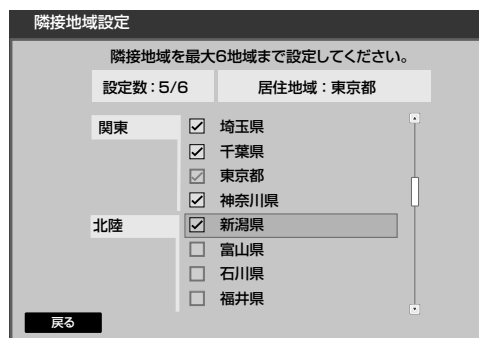 隣接地域設定
隣接地域を最大6地域まで設定してください。
設定数：5/6 居住地域：東京都
関東 埼玉県
千葉県
東京都
神奈川県
北陸 新潟県
富山県
石川県
福井県
戻る